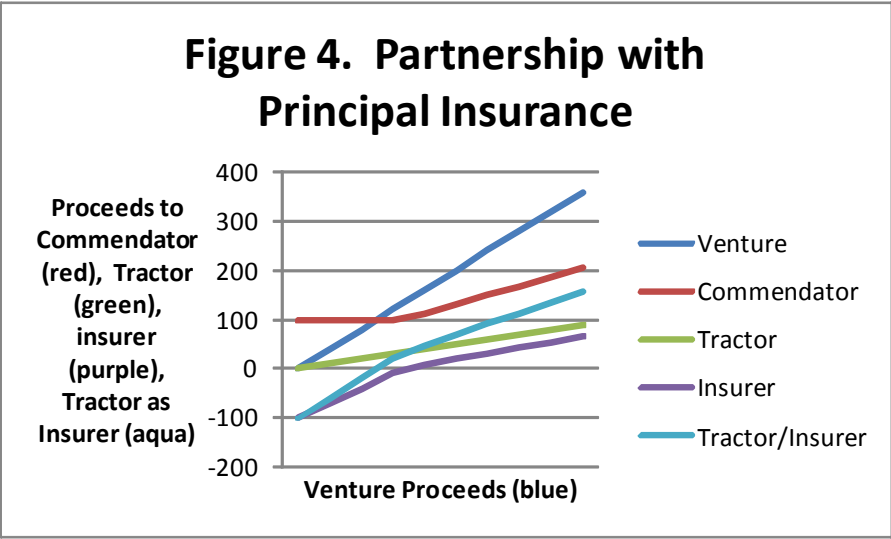 Figure 4.  Partnership with
Principal Insurance
Proceeds to
Commendator
(red),  Tractor
(green),
insurer
(purple),
Tractor as
Insurer (aqua)
400
300
200
100
0
-100
-200
Venture Proceeds (blue)
Venture
Commendator
Tractor
Insurer
Tractor/Insurer